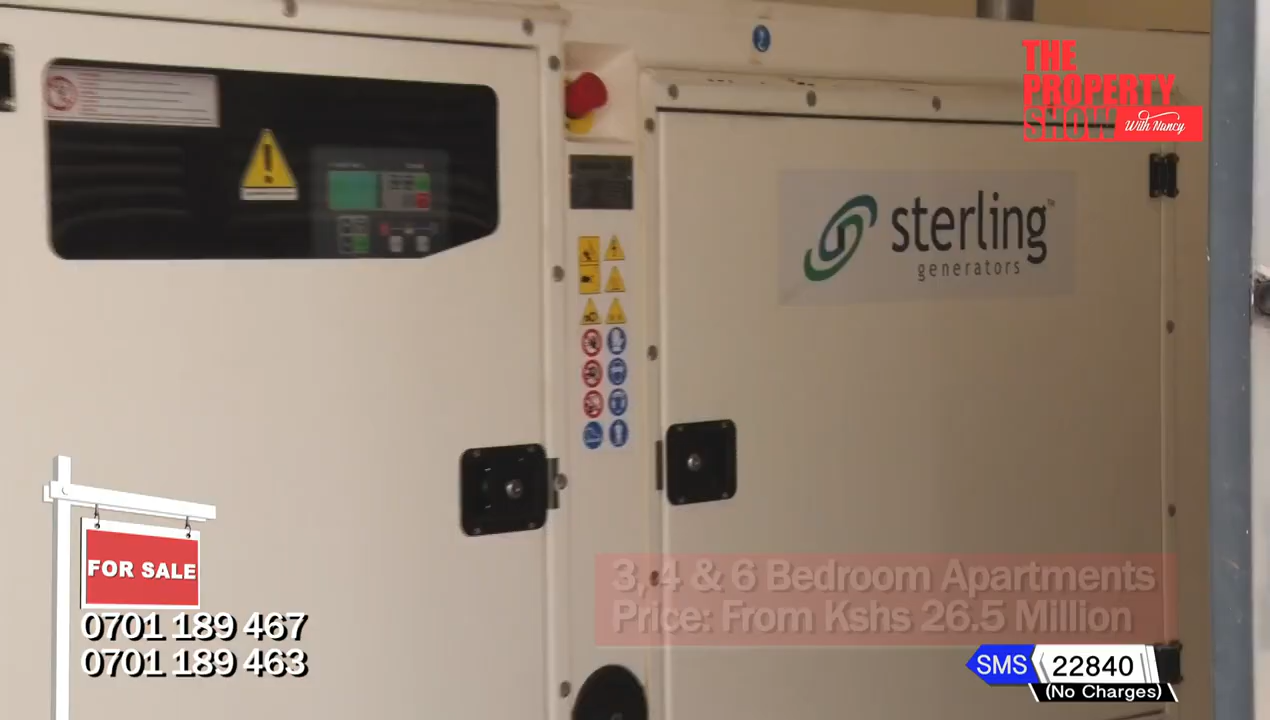 THE
PROPERTY
SHOW
With Nancy
sterling™
generators
3, 4 & 6 Bedroom Apartments
Price: From Kshs 26.5 Million
FOR SALE
0701 189 467
0701 189 463
SMS 22840
(No Charges)